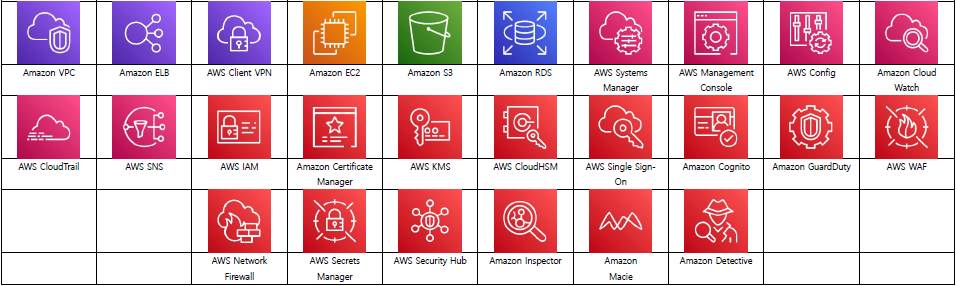 Amazon VPC
Amazon ELB
AWS Client VPN
Amazon EC2
Amazon S3
Amazon RDS
AWS Systems
Manager
AWS Management
Console
AWS Config
Amazon Cloud
Watch
AWS CloudTrail
AWS SNS
AWS IAM
Amazon Certificate
Manager
AWS KMS
AWS CloudHSM
AWS Single Sign-
On
Amazon Cognito
Amazon GuardDuty
AWS WAF
AWS Network
Firewall
AWS Secrets
Manager
AWS Security Hub
Amazon Inspector
Amazon
Macie
Amazon Detective